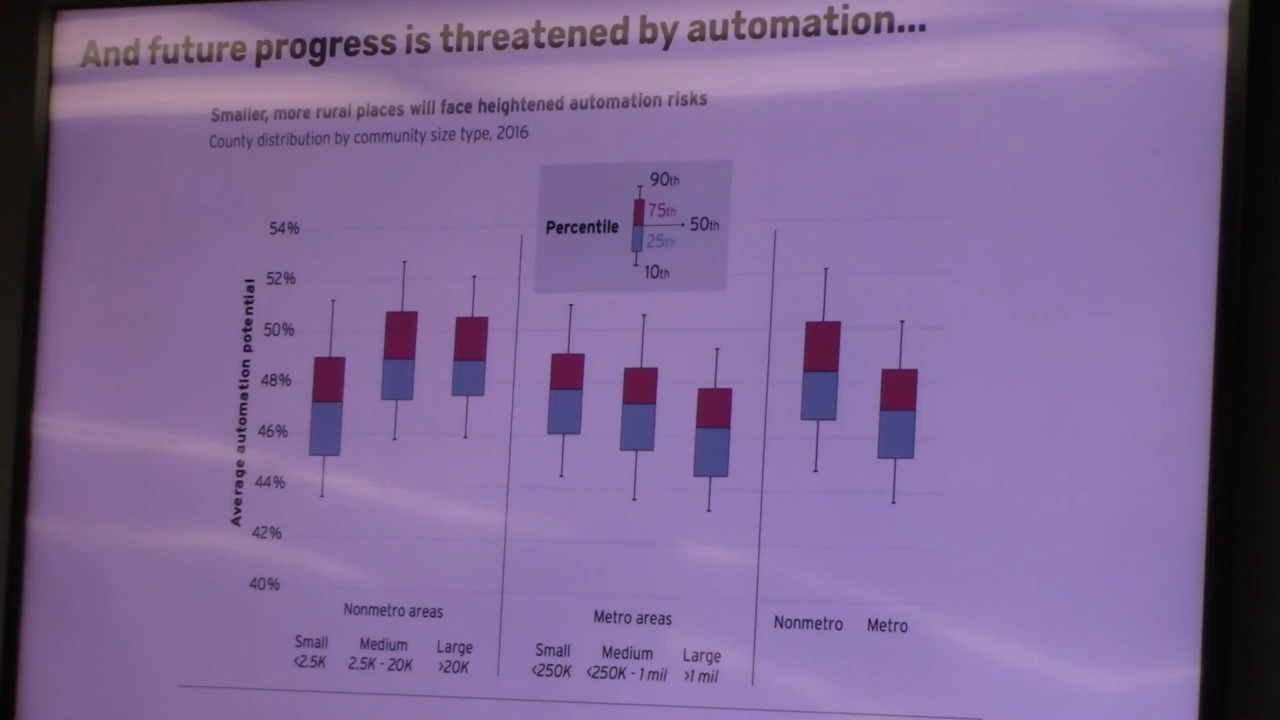 And future progress is threatened by automation...
Smaller, more rural places will face heightened automation risks
County distribution by community size type, 2016
Percentile
90th
75th
50th
25th
10th
Average automation potential
54%
52%
50%
48%
46%
44%
42%
40%
Nonmetro areas
Small
<2.5K
Medium
2.5K - 20K
Large
>20K
Metro areas
Small
<250K
Medium
<250K - 1 mil
Large
>1 mil
Nonmetro
Metro